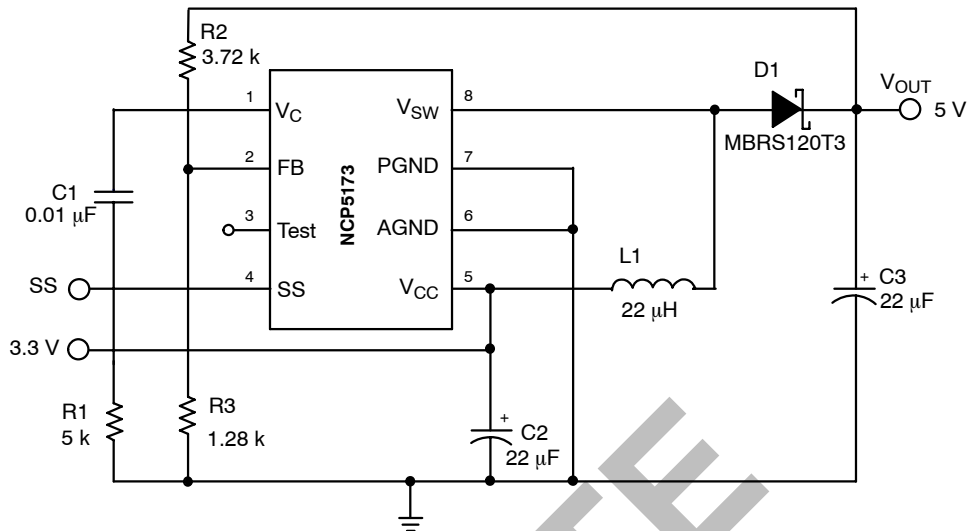 R2
3.72 k
D1
V_OUT
5 V
MBRS120T3
1
V_C
V_SW
8
2
FB
PGND
7
NCP5173
C1
0.01 μF
3
Test
AGND
6
SS
4
SS
V_CC
5
L1
22 μH
+
C3
22 μF
3.3 V
R1
5 k
R3
1.28 k
+
C2
22 μF